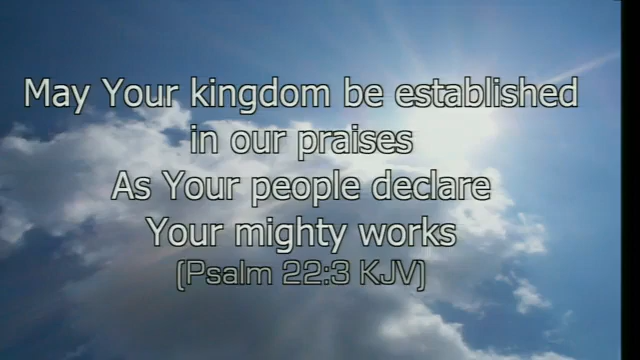 May Your kingdom be established
in our praises
As Your people declare
Your mighty works
(Psalm 22:3 KJV)